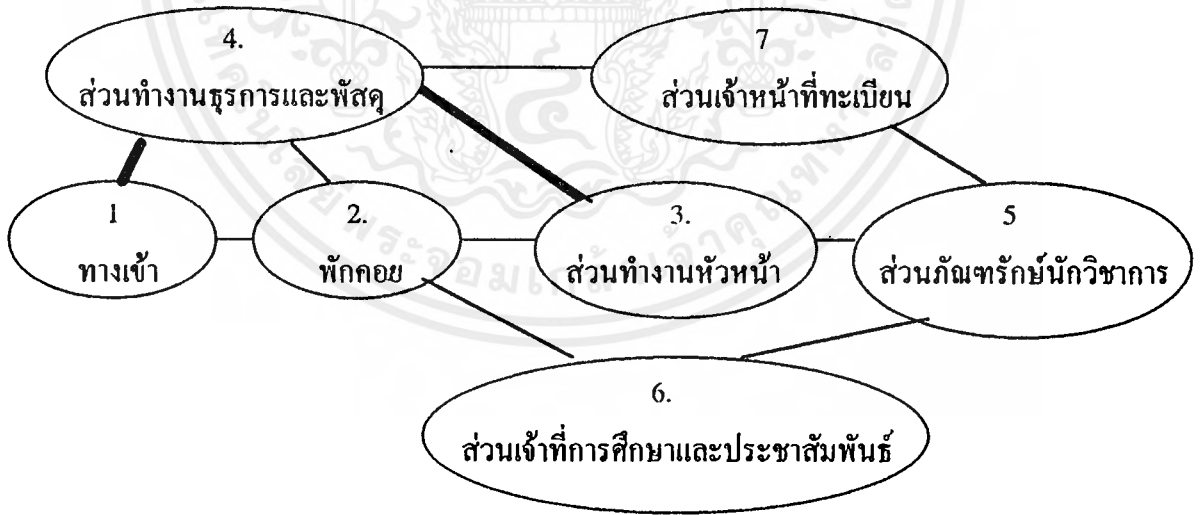 4.
ส่วนทำงานธุรการและพัสดุ
7
ส่วนเจ้าหน้าที่ทะเบียน
1
ทางเข้า
2.
พักคอย
3.
ส่วนทำงานหัวหน้า
5
ส่วนภัณฑรักษ์นักวิชาการ
6.
ส่วนเจ้าที่การศึกษาและประชาสัมพันธ์